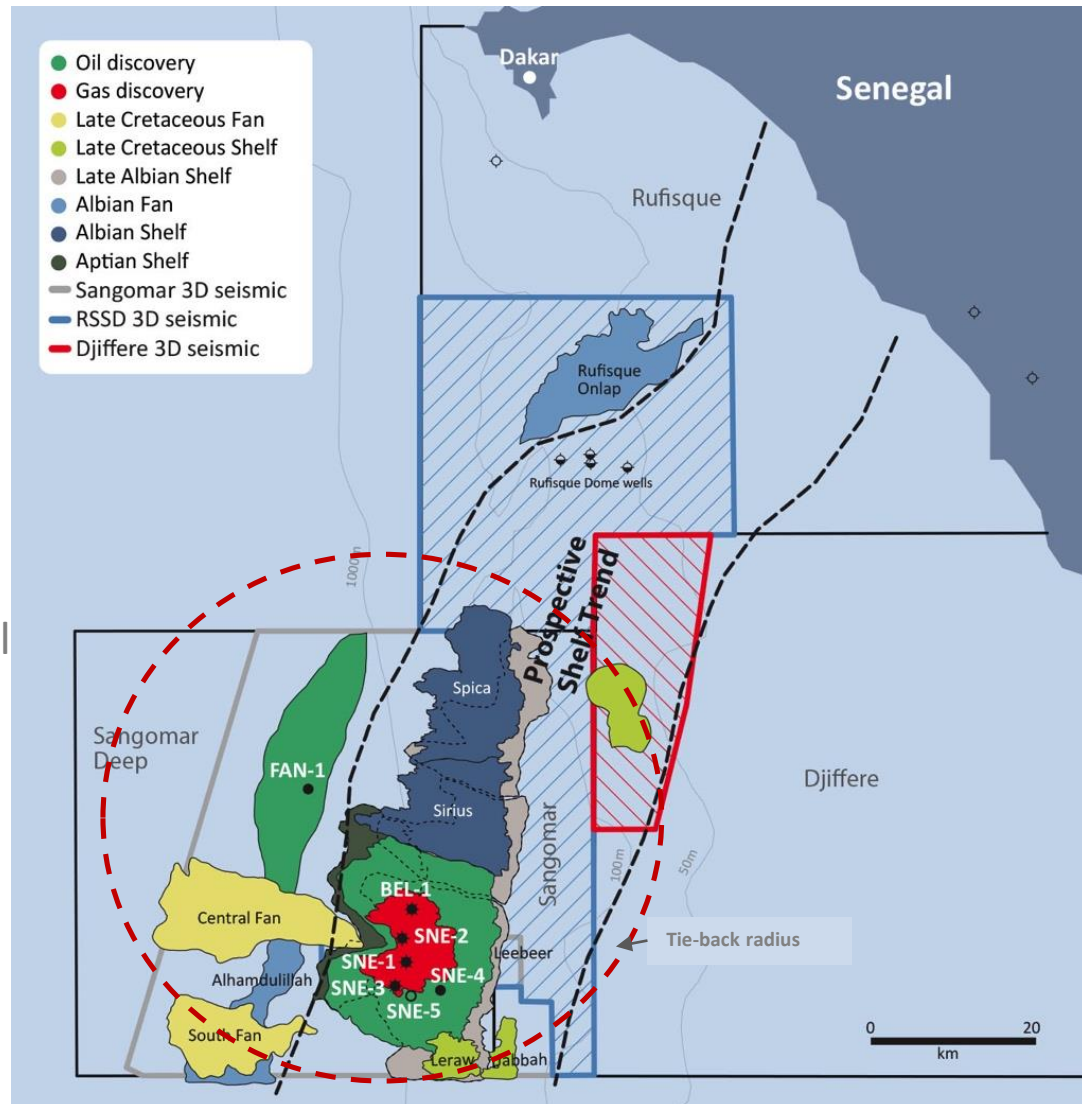 Dakar
Senegal
Oil discovery
Gas discovery
Late Cretaceous Fan
Late Cretaceous Shelf
Late Albian Shelf
Albian Fan
Albian Shelf
Aptian Shelf
Sangomar 3D seismic
RSSD 3D seismic
Djiffere 3D seismic
Rufisque
Rufisque
Onlap
Rufisque Dome wells
1000m
Prospective
Shelf Trend
Spica
Sangomar
Deep
FAN-1
Sirius
Djiffere
Sangomar
100m
50m
BEL-1
Central Fan
SNE-2
Tie-back radius
Leebeer
SNE-1
Alhamdulillah
SNE-4
SNE-3
SNE-5
South Fan
Leraw
Jabbah
0 20
km